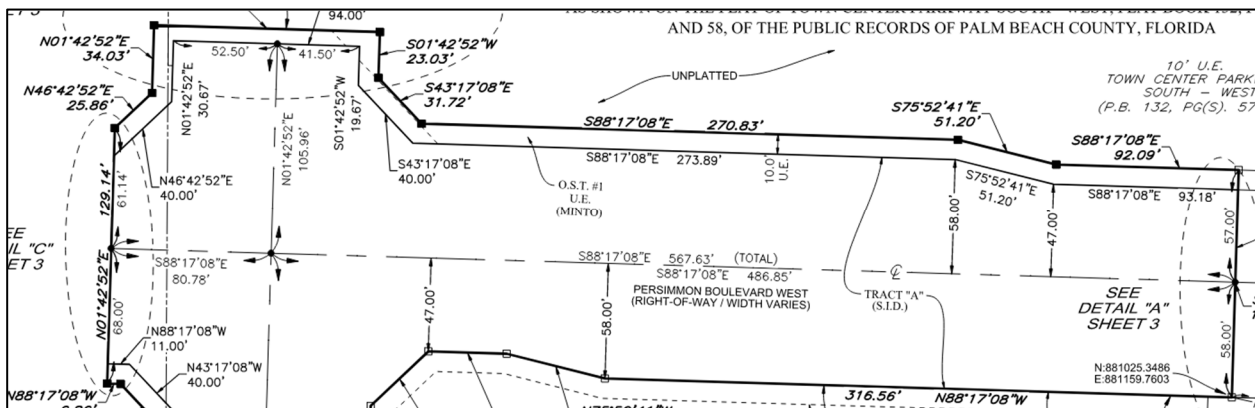 94.00'
AND 58, OF THE PUBLIC RECORDS OF PALM BEACH COUNTY, FLORIDA
N01°42'52"E
34.03'
52.50'
41.50'
S01°42'52"W
23.03'
UNPLATTED
10' U.E.
TOWN CENTER PARK
SOUTH - WEST
(P.B. 132, PG(S). 57
N46°42'52"E
25.86'
N01°42'52"E
30.67'
N01°42'52"E
105.96'
S01°42'52"W
19.67'
S43°17'08"E
31.72'
S88°17'08"E 270.83'
S75°52'41"E
51.20'
S88°17'08"E
92.09'
129.14'
61.14'
N46°42'52"E
40.00'
S43°17'08"E
40.00'
S88°17'08"E 273.89'
10.0'
U.E.
S75°52'41"E
51.20'
S88°17'08"E 93.18'
O.S.T. #1
U.E.
(MINTO)
58.00'
47.00'
57.00'
EE
IL "C"
ET 3
N01°42'52"E
68.00'
S88°17'08"E
80.78'
S88°17'08"E 567.63' (TOTAL)
S88°17'08"E 486.85'
PERSIMMON BOULEVARD WEST
(RIGHT-OF-WAY / WIDTH VARIES)
47.00'
58.00'
TRACT "A"
(S.I.D.)
SEE
DETAIL "A"
SHEET 3
58.00'
N88°17'08"W
11.00'
N43°17'08"W
40.00'
N88°17'08"W
N:881025.3486
E:881159.7603
316.56' N88°17'08"W